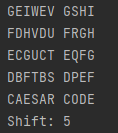 GEIWEV GSHI
FDHVDU FRGH
ECGUCT EQFG
DBFTBS DPEF
CAESAR CODE
Shift: 5